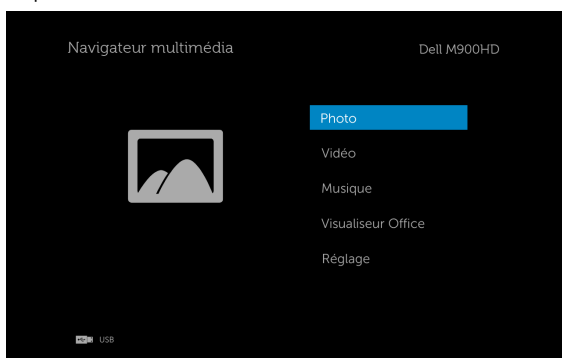 Navigateur multimédia
Dell M900HD
Photo
Vidéo
Musique
Visualiseur Office
Réglage
USB